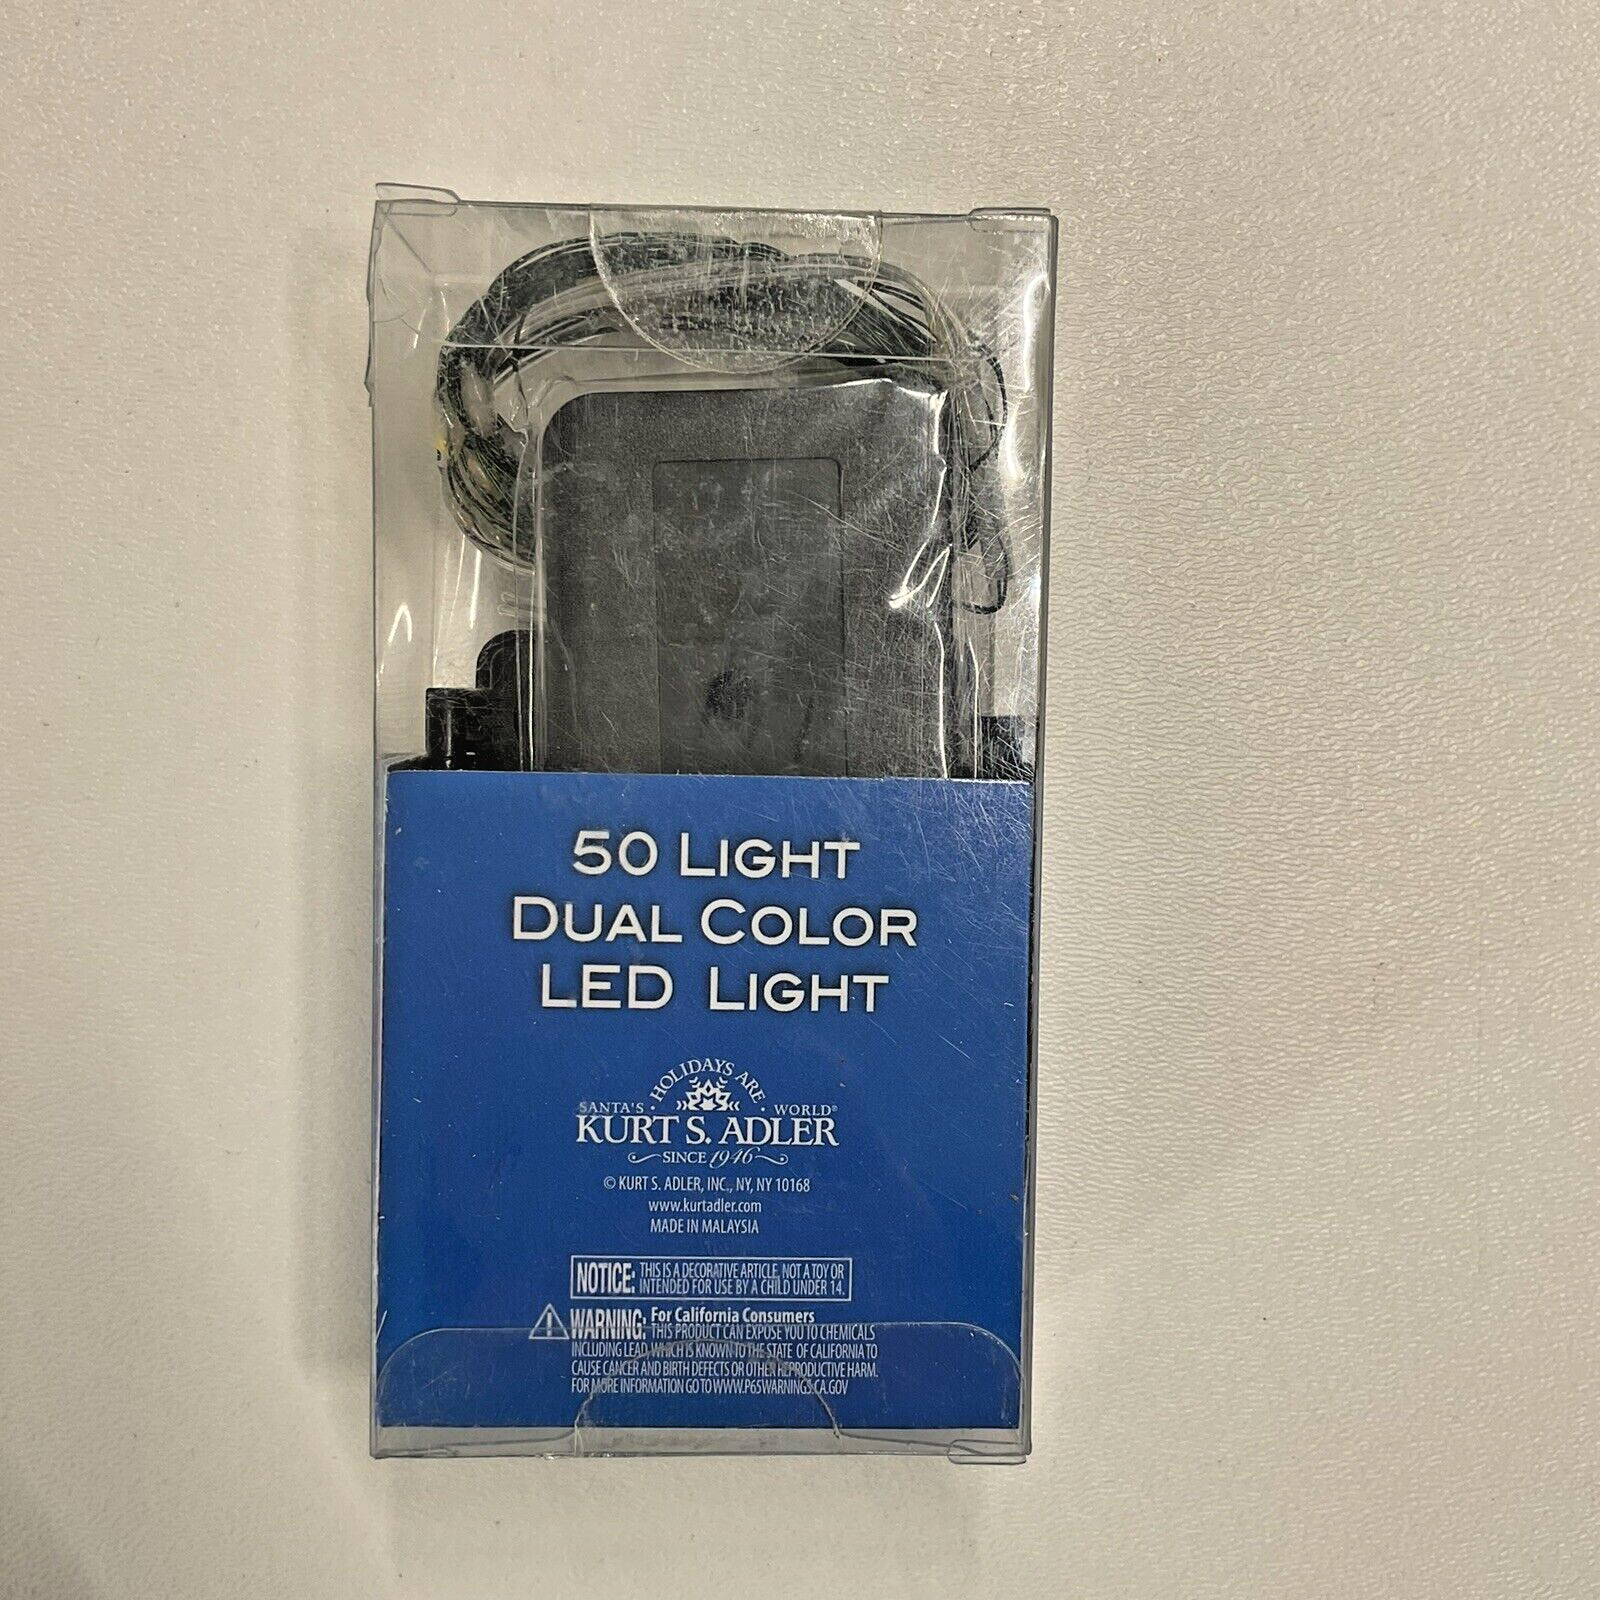 50 LIGHT
DUAL COLOR
LED LIGHT
HOLIDAYS ARE
SANTA'S · WORLD®
KURT S. ADLER
SINCE 1946
© KURT S. ADLER, INC., NY, NY 10168
www.kurtadler.com
MADE IN MALAYSIA
NOTICE: THIS IS A DECORATIVE ARTICLE, NOT A TOY OR
INTENDED FOR USE BY A CHILD UNDER 14.
WARNING: For California Consumers
THIS PRODUCT CAN EXPOSE YOU TO CHEMICALS
INCLUDING LEAD, WHICH IS KNOWN TO THE STATE OF CALIFORNIA TO
CAUSE CANCER AND BIRTH DEFECTS OR OTHER REPRODUCTIVE HARM.
FOR MORE INFORMATION GO TO WWW.P65WARNINGS.CA.GOV